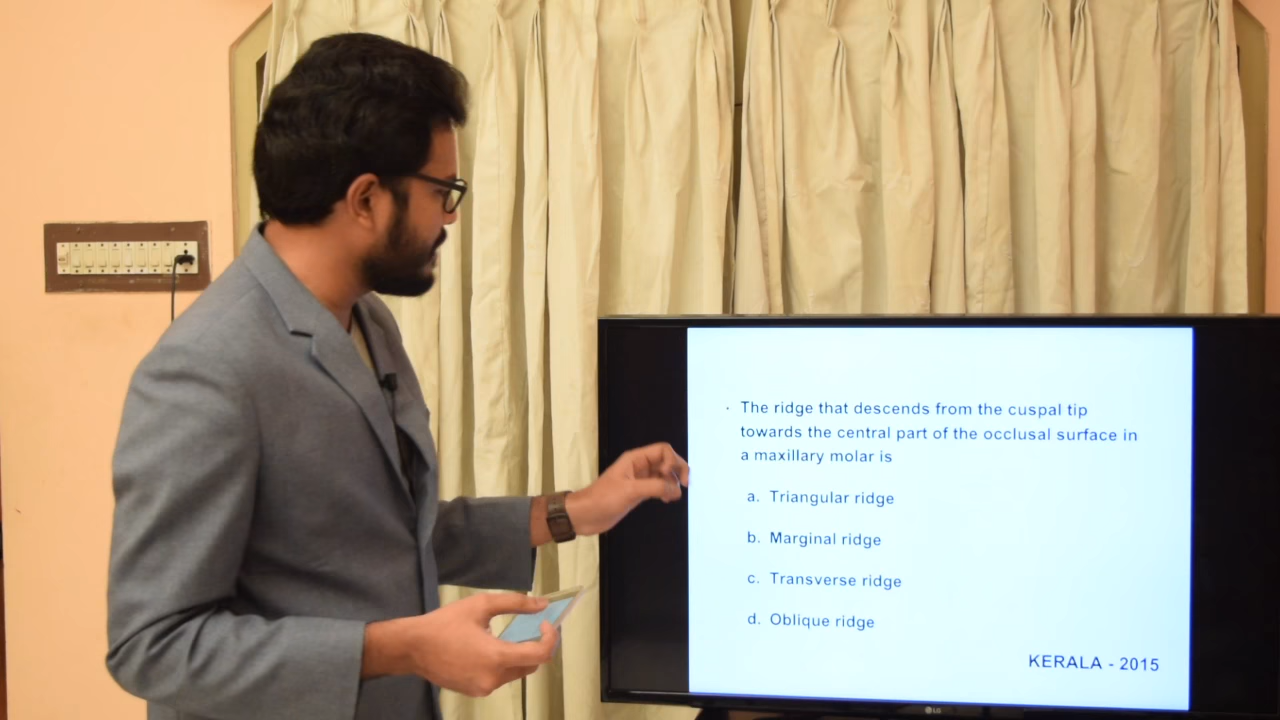 · The ridge that descends from the cuspal tip
towards the central part of the occlusal surface in
a maxillary molar is
a. Triangular ridge
b. Marginal ridge
c. Transverse ridge
d. Oblique ridge
KERALA - 2015
LG